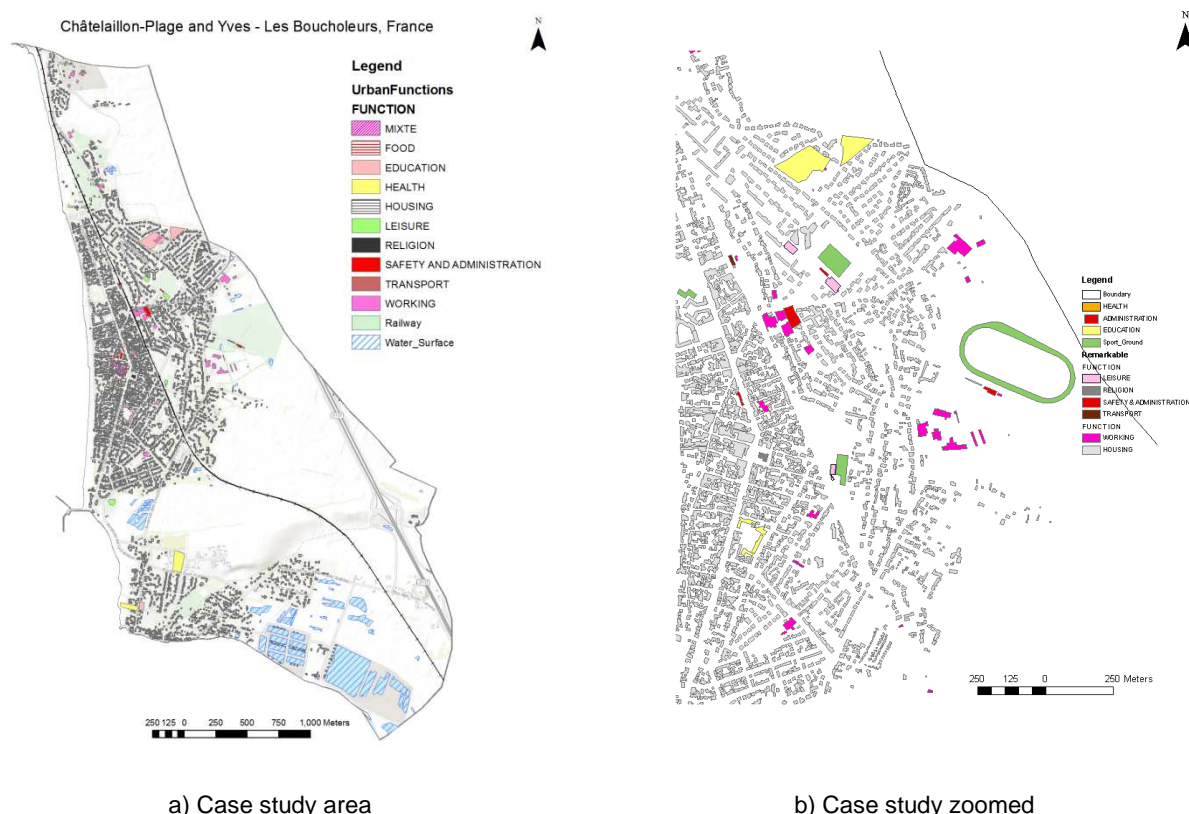 Châtelaillon-Plage and Yves - Les Boucholeurs, France
N
Legend
UrbanFunctions
FUNCTION
MIXTE
FOOD
EDUCATION
HEALTH
HOUSING
LEISURE
RELIGION
SAFETY AND ADMINISTRATION
TRANSPORT
WORKING
Railway
Water_Surface
250 125 0 250 500 750 1,000 Meters
a) Case study area
N
Legend
Boundary
HEALTH
ADMINISTRATION
EDUCATION
Sport_Ground
Remarkable
FUNCTION
LEISURE
RELIGION
SAFETY & ADMINISTRATION
TRANSPORT
FUNCTION
WORKING
HOUSING
250 125 0 250 Meters
b) Case study zoomed